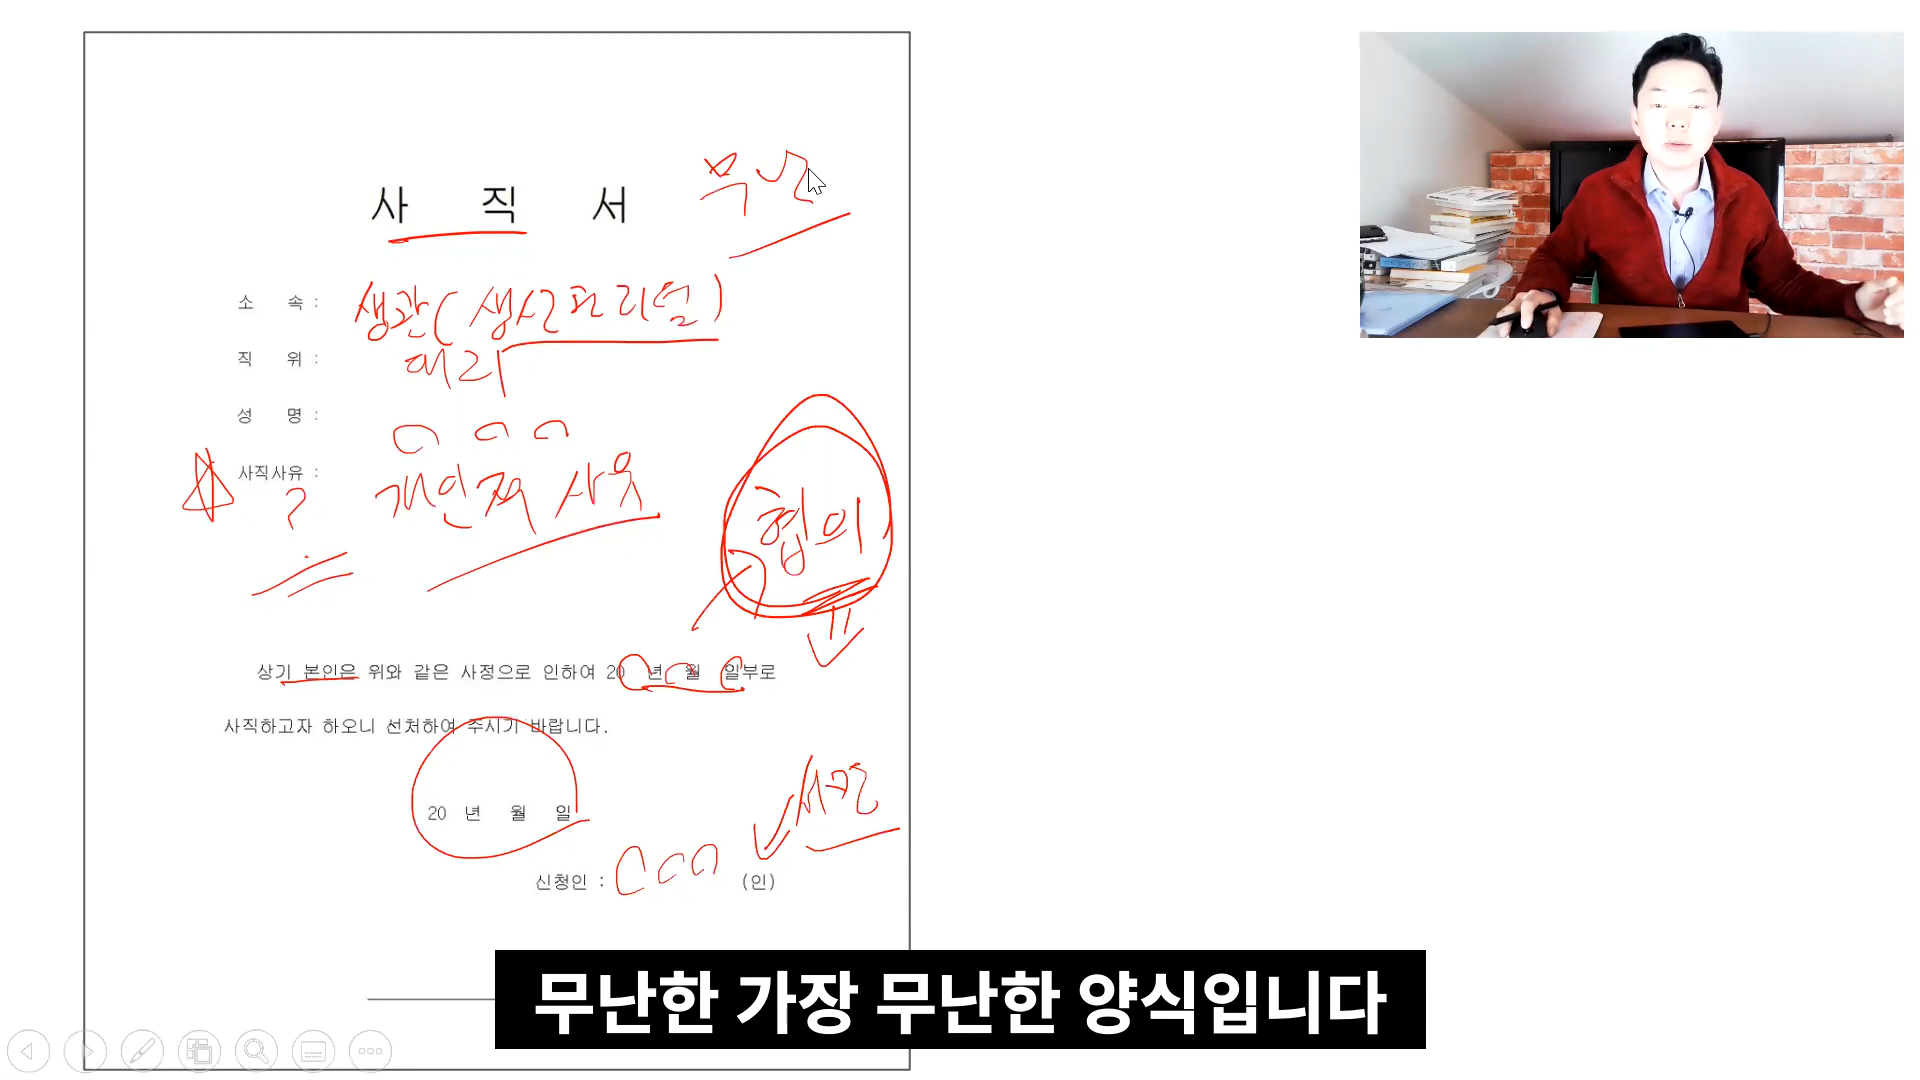 사 직 서
무난
소 속 :
생관(생산관리팀)
직 위 :
대리
성 명 :
사직사유 :
?
개인적 사유
협의
상기 본인은 위와 같은 사정으로 인하여 20 년 월 일부로
사직하고자 하오니 선처하여 주시기 바랍니다.
20 년 월 일
서명
신청인 :
(인)
무난한 가장 무난한 양식입니다